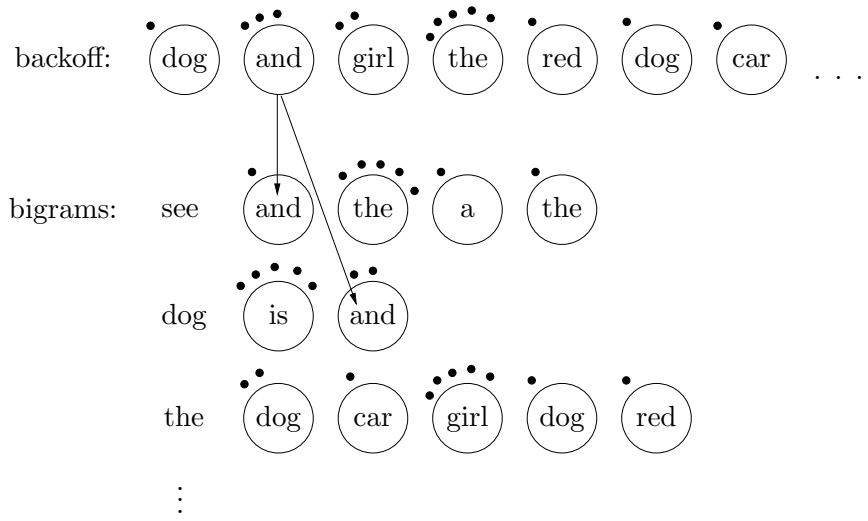 backoff: dog and girl the red dog car . . .
bigrams: see and the a the
dog is and
the dog car girl dog red
⋮